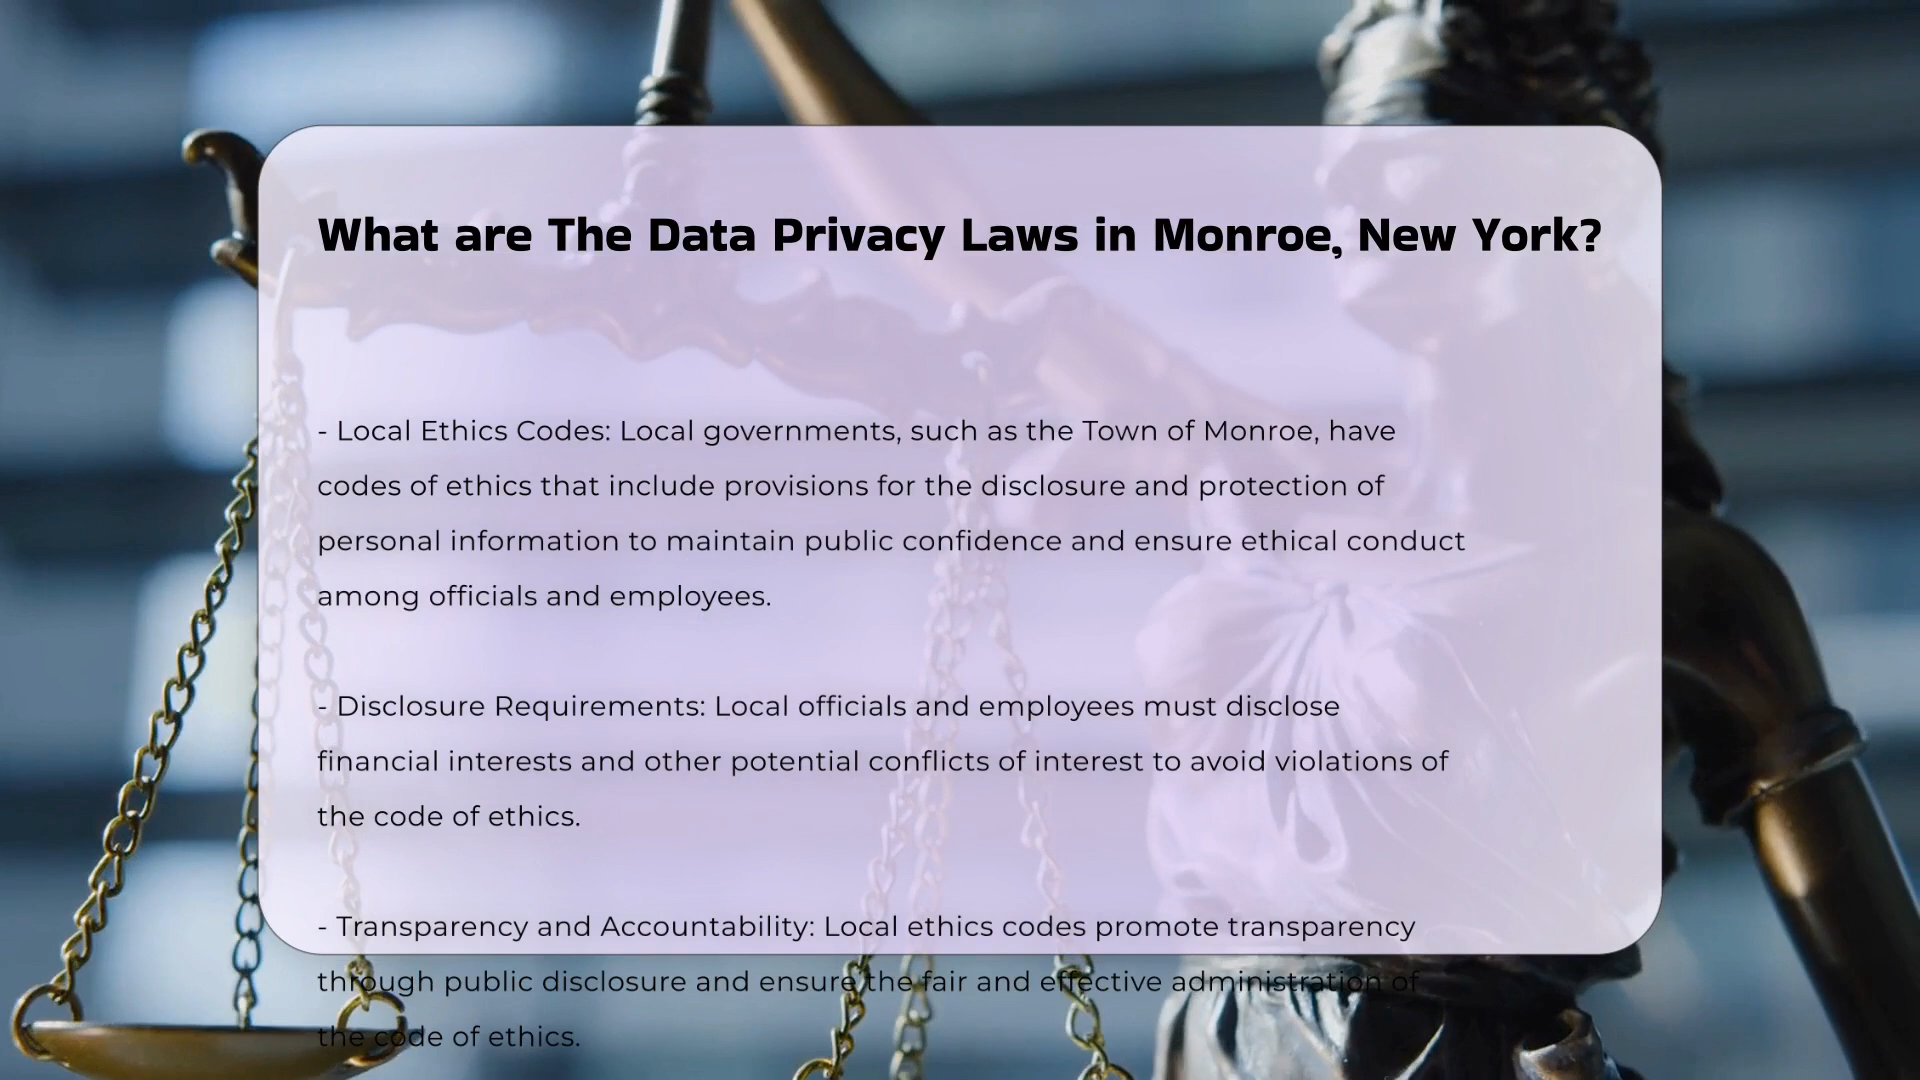 What are The Data Privacy Laws in Monroe, New York?
- Local Ethics Codes: Local governments, such as the Town of Monroe, have
codes of ethics that include provisions for the disclosure and protection of
personal information to maintain public confidence and ensure ethical conduct
among officials and employees.
- Disclosure Requirements: Local officials and employees must disclose
financial interests and other potential conflicts of interest to avoid violations of
the code of ethics.
- Transparency and Accountability: Local ethics codes promote transparency
through public disclosure and ensure the fair and effective administration of
the code of ethics.